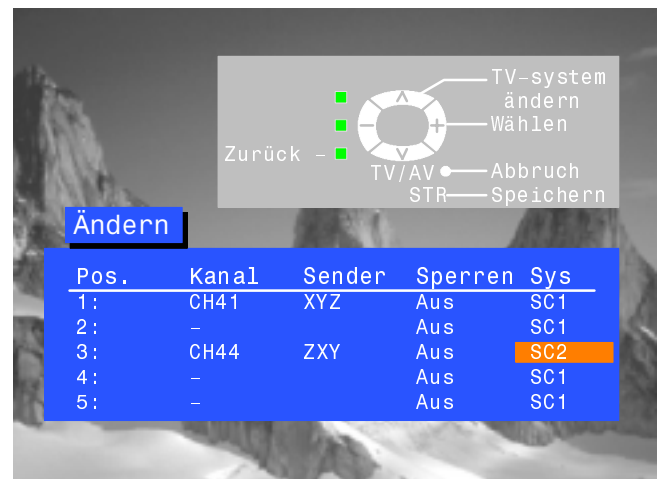 TV-system
ändern
Wählen
Zurück -
TV/AV Abbruch
STR Speichern
Ändern
Pos. Kanal Sender Sperren Sys
1: CH41 XYZ Aus SC1
2: - Aus SC1
3: CH44 ZXY Aus SC2
4: - Aus SC1
5: - Aus SC1